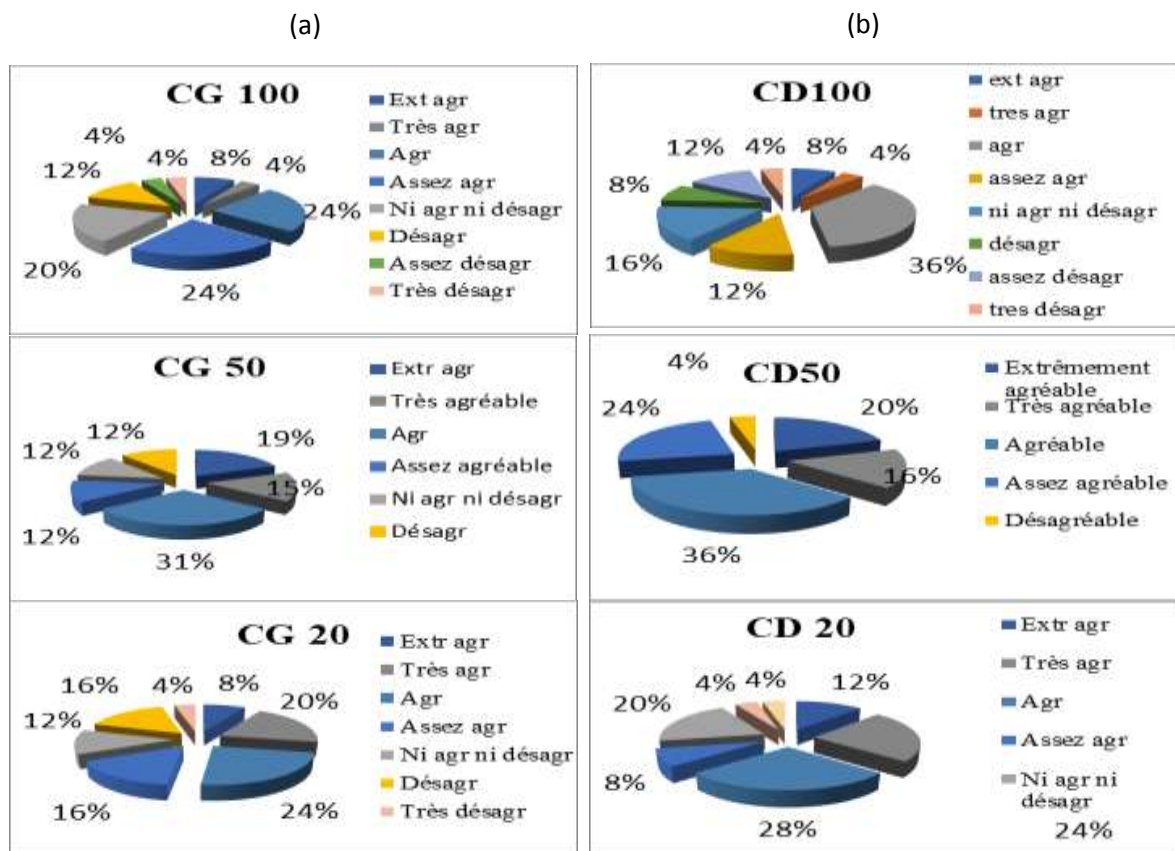 (a)
(b)
CG 100
4%
12%
4%
8%
4%
24%
24%
20%
Ext agr
Très agr
Agr
Assez agr
Ni agr ni désagr
Désagr
Assez désagr
Très désagr
CD100
12%
4%
8%
4%
8%
16%
12%
36%
ext agr
tres agr
agr
assez agr
ni agr ni désagr
désagr
assez désagr
tres désagr
CG 50
12%
12%
19%
15%
12%
31%
Extr agr
Très agréable
Agr
Assez agréable
Ni agr ni désagr
Désagr
CD50
4%
24%
20%
16%
36%
Extrêmement
agréable
Très agréable
Agréable
Assez agréable
Désagréable
CG 20
16%
4%
8%
20%
12%
16%
24%
Extr agr
Très agr
Agr
Assez agr
Ni agr ni désagr
Désagr
Très désagr
CD 20
20%
4%
4%
12%
8%
28%
24%
Extr agr
Très agr
Agr
Assez agr
Ni agr ni
désagr